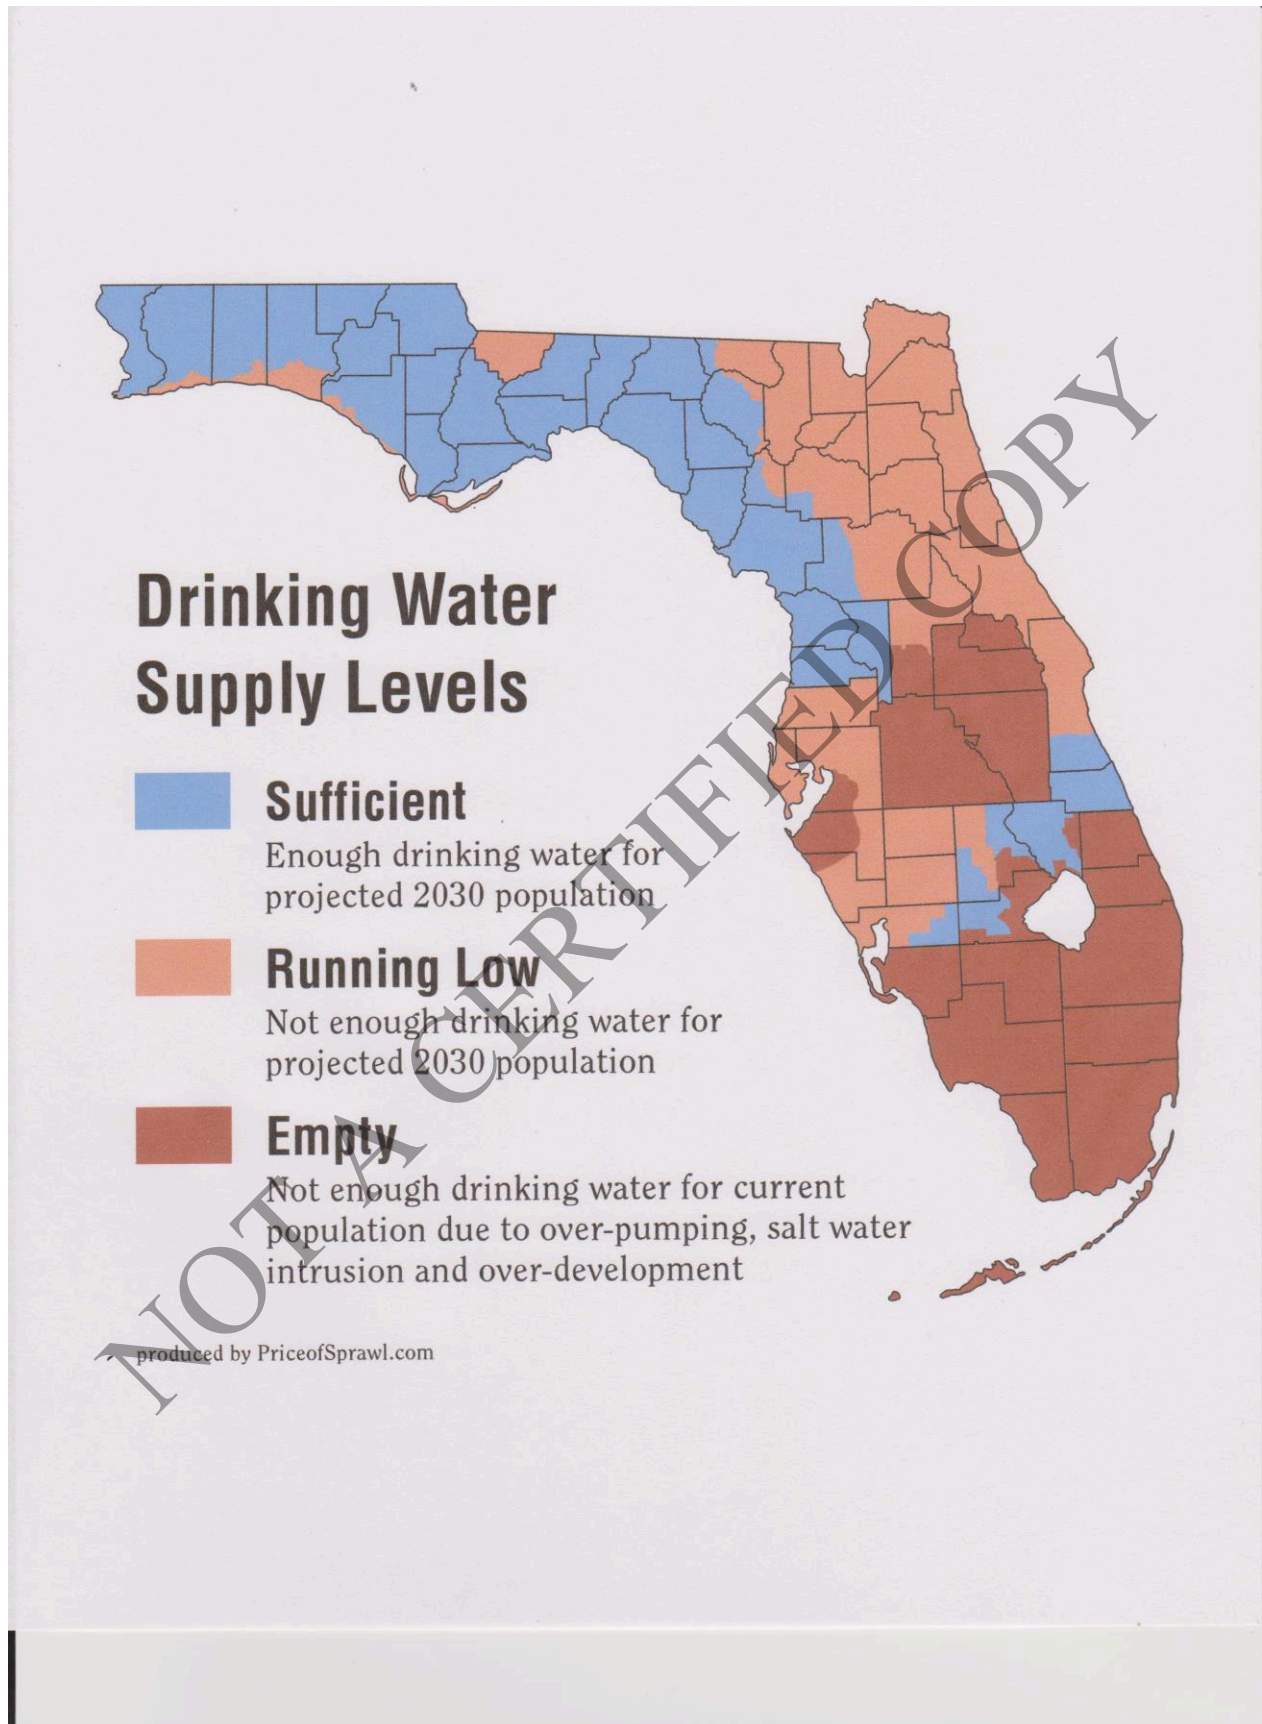 Drinking Water
Supply Levels
Sufficient
Enough drinking water for
projected 2030 population
Running Low
Not enough drinking water for
projected 2030 population
Empty
Not enough drinking water for current
population due to over-pumping, salt water
intrusion and over-development
produced by PriceofSprawl.com
NOT A CERTIFIED COPY